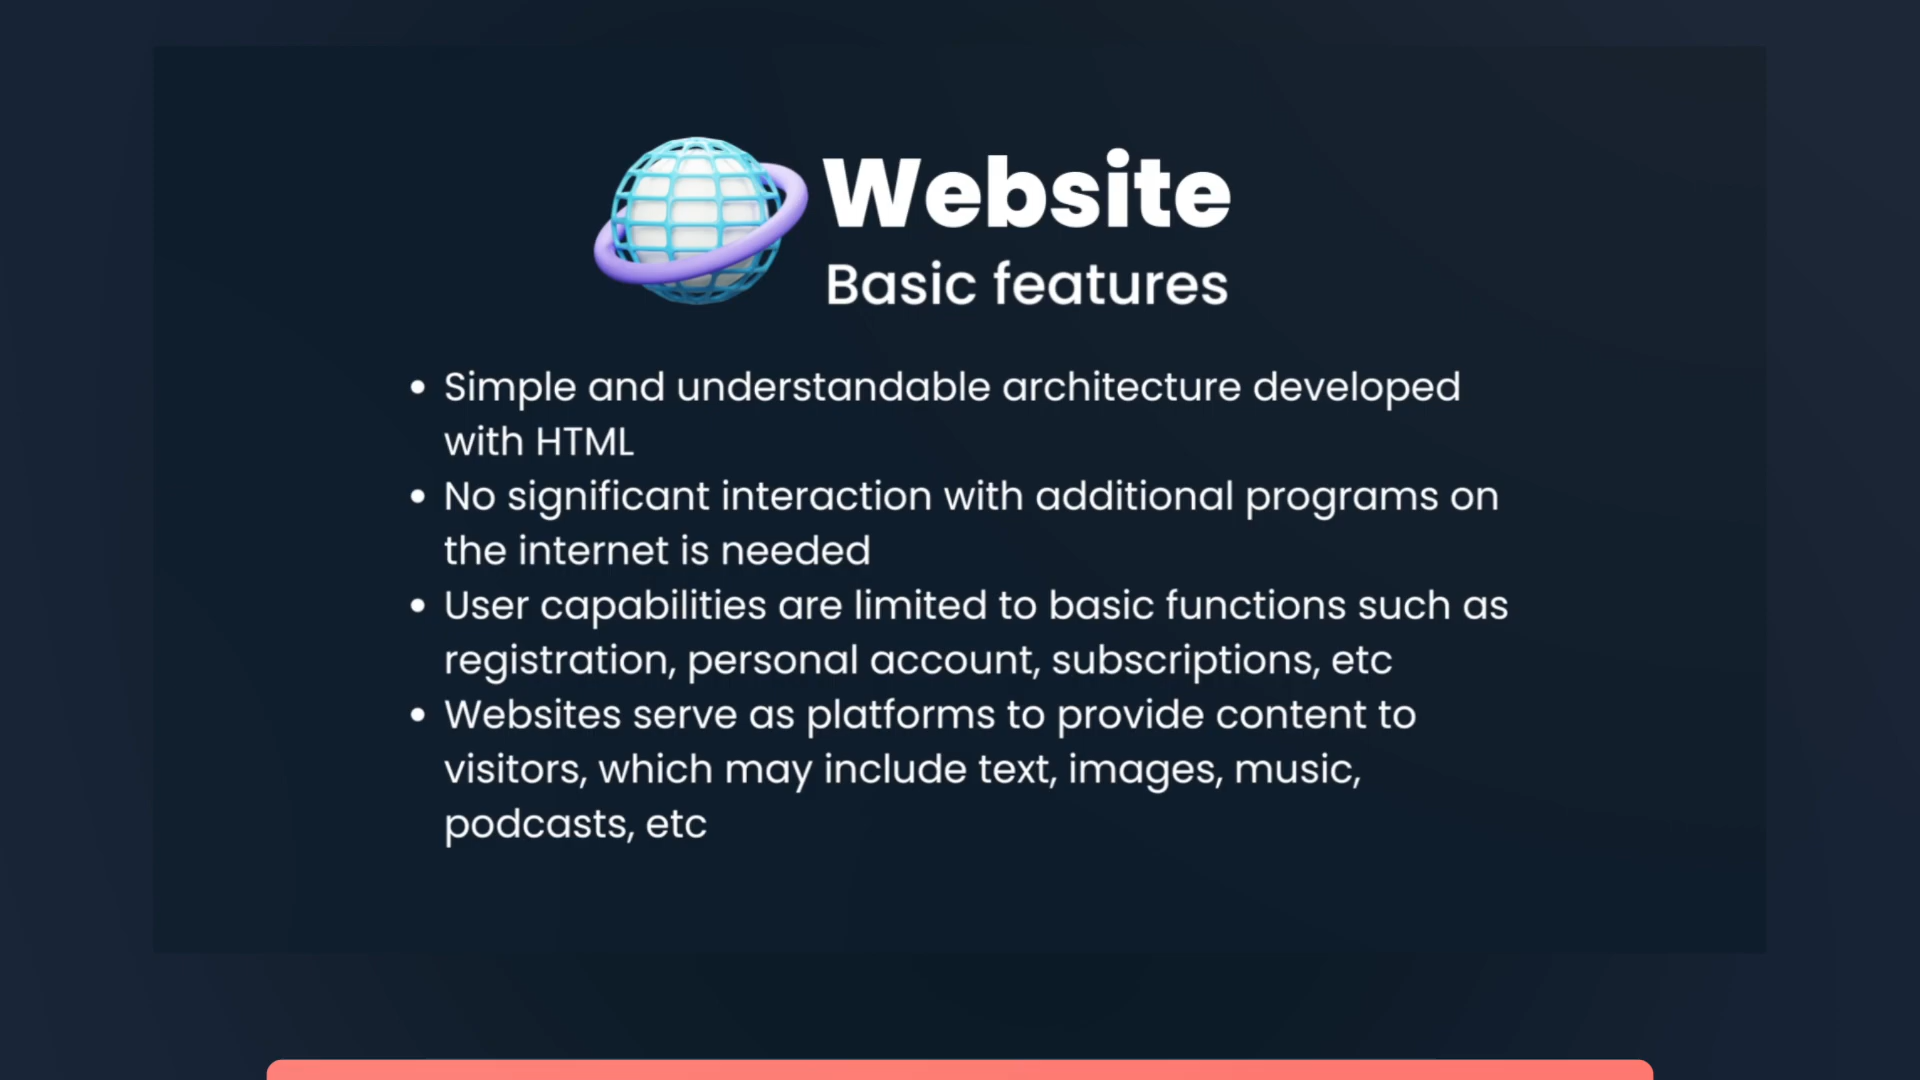 Website
Basic features
• Simple and understandable architecture developed
with HTML
• No significant interaction with additional programs on
the internet is needed
• User capabilities are limited to basic functions such as
registration, personal account, subscriptions, etc
• Websites serve as platforms to provide content to
visitors, which may include text, images, music,
podcasts, etc